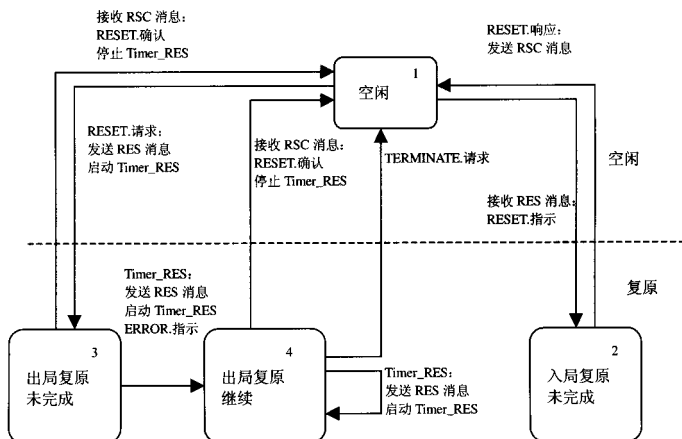 接收 RSC 消息：
RESET.确认
停止 Timer_RES
RESET.响应：
发送 RSC 消息
1
空闲
RESET.请求：
发送 RES 消息
启动 Timer_RES
接收 RSC 消息：
RESET.确认
停止 Timer_RES
TERMINATE.请求
空闲
接收 RES 消息：
RESET.指示
Timer_RES：
发送 RES 消息
启动 Timer_RES
ERROR.指示
复原
3
出局复原
未完成
4
出局复原
继续
Timer_RES：
发送 RES 消息
启动 Timer_RES
2
入局复原
未完成